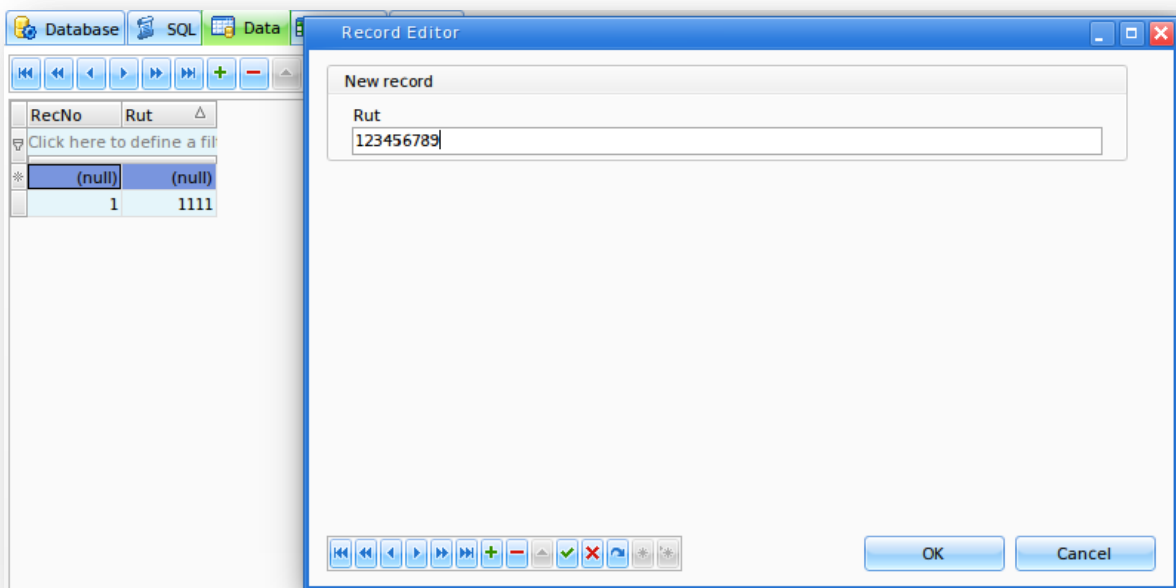 Database SQL Data
RecNo Rut
Click here to define a fil
(null) (null)
1 1111
Record Editor
New record
Rut
123456789
OK Cancel